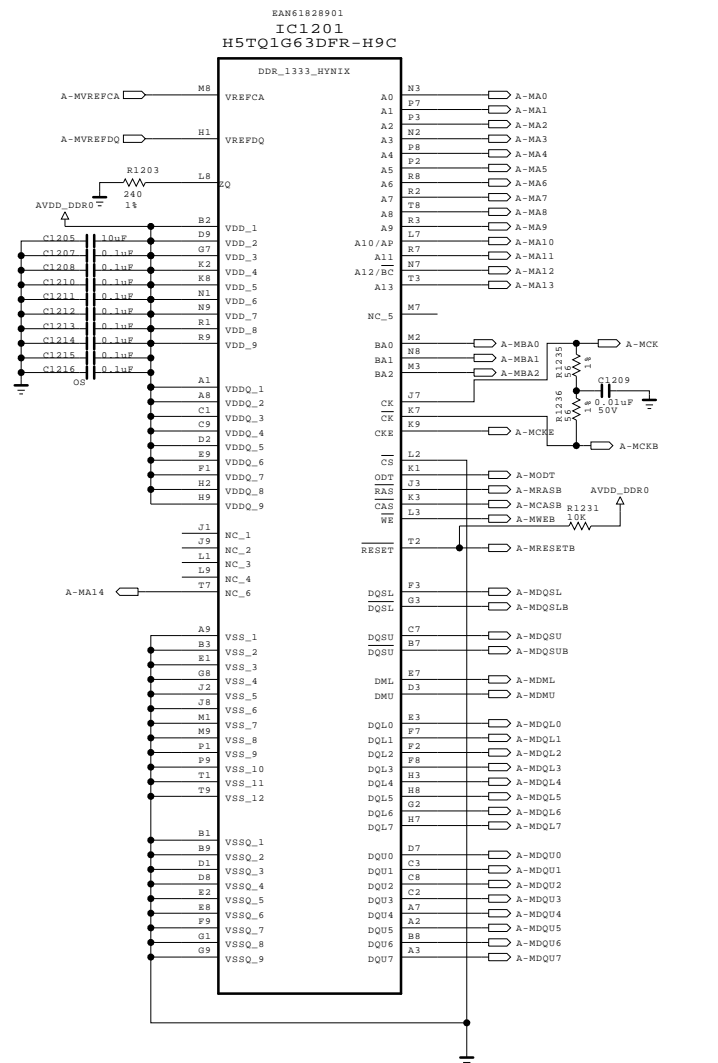 EAN61828901
IC1201
H5TQ1G63DFR-H9C
DDR_1333_HYNIX
A-MVREFCA M8 VREFCA
A-MVREFDQ H1 VREFDQ
R1203 L8 ZQ
240
1%
AVDD_DDR0
B2 VDD_1
C1205 10uF D9 VDD_2
C1207 0.1uF G7 VDD_3
C1208 0.1uF K2 VDD_4
C1210 0.1uF K8 VDD_5
C1211 0.1uF N1 VDD_6
C1212 0.1uF N9 VDD_7
C1213 0.1uF R1 VDD_8
C1214 0.1uF R9 VDD_9
C1215 0.1uF
C1216 0.1uF
OS
A1 VDDQ_1
A8 VDDQ_2
C1 VDDQ_3
C9 VDDQ_4
D2 VDDQ_5
E9 VDDQ_6
F1 VDDQ_7
H2 VDDQ_8
H9 VDDQ_9
J1 NC_1
J9 NC_2
L1 NC_3
L9 NC_4
A-MA14 T7 NC_6
A9 VSS_1
B3 VSS_2
E1 VSS_3
G8 VSS_4
J2 VSS_5
J8 VSS_6
M1 VSS_7
M9 VSS_8
P1 VSS_9
P9 VSS_10
T1 VSS_11
T9 VSS_12
B1 VSSQ_1
B9 VSSQ_2
D1 VSSQ_3
D8 VSSQ_4
E2 VSSQ_5
E8 VSSQ_6
F9 VSSQ_7
G1 VSSQ_8
G9 VSSQ_9
A0 N3 A-MA0
A1 P7 A-MA1
A2 P3 A-MA2
A3 N2 A-MA3
A4 P8 A-MA4
A5 P2 A-MA5
A6 R8 A-MA6
A7 R2 A-MA7
A8 T8 A-MA8
A9 R3 A-MA9
A10/AP L7 A-MA10
A11 R7 A-MA11
A12/BC N7 A-MA12
A13 T3 A-MA13
NC_5 M7
BA0 M2 A-MBA0
BA1 N8 A-MBA1
BA2 M3 A-MBA2
CK J7 A-MCK
CK K7 A-MCKB
CKE K9 A-MCKE
R1235
56
1%
R1236
56
1%
C1209
0.01uF
50V
CS L2
ODT K1 A-MODT
RAS J3 A-MRASB
CAS K3 A-MCASB
WE L3 A-MWEB
AVDD_DDR0
R1231
10K
RESET T2 A-MRESETB
DQSL F3 A-MDQSL
DQSL G3 A-MDQSLB
DQSU C7 A-MDQSU
DQSU B7 A-MDQSUB
DML E7 A-MDML
DMU D3 A-MDMU
DQL0 E3 A-MDQL0
DQL1 F7 A-MDQL1
DQL2 F2 A-MDQL2
DQL3 F8 A-MDQL3
DQL4 H3 A-MDQL4
DQL5 H8 A-MDQL5
DQL6 G2 A-MDQL6
DQL7 H7 A-MDQL7
DQU0 D7 A-MDQU0
DQU1 C3 A-MDQU1
DQU2 C8 A-MDQU2
DQU3 C2 A-MDQU3
DQU4 A7 A-MDQU4
DQU5 A2 A-MDQU5
DQU6 B8 A-MDQU6
DQU7 A3 A-MDQU7